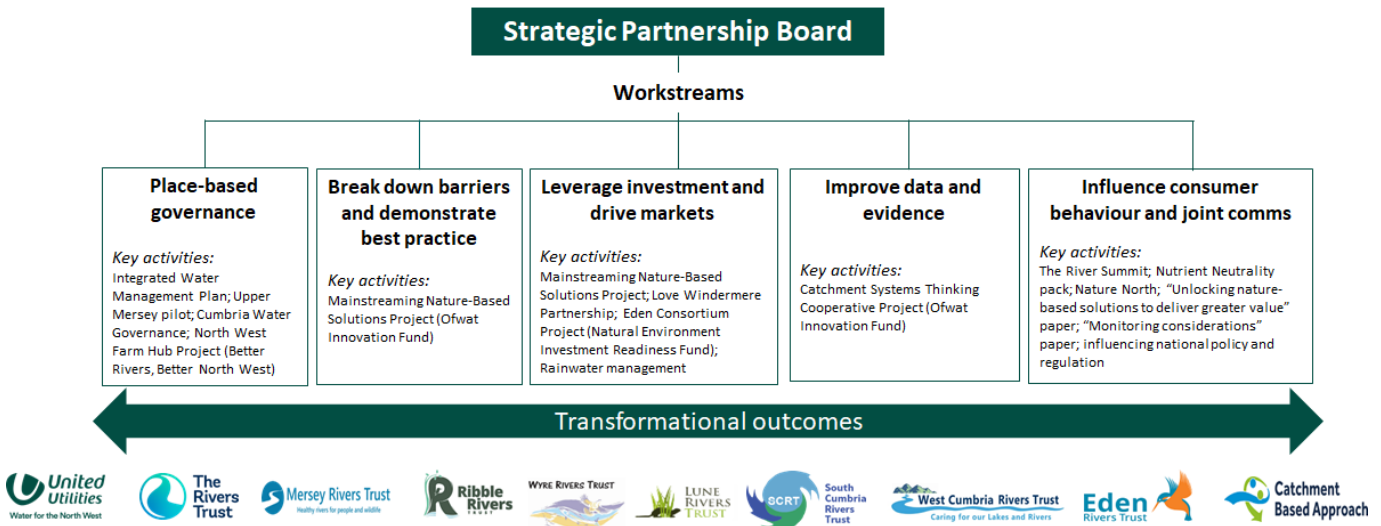 Strategic Partnership Board
Workstreams
Place-based
governance
Key activities:
Integrated Water
Management Plan; Upper
Mersey pilot; Cumbria Water
Governance; North West
Farm Hub Project (Better
Rivers, Better North West)
Break down barriers
and demonstrate
best practice
Key activities:
Mainstreaming Nature-Based
Solutions Project (Ofwat
Innovation Fund)
Leverage investment and
drive markets
Key activities:
Mainstreaming Nature-Based
Solutions Project; Love Windermere
Partnership; Eden Consortium
Project (Natural Environment
Investment Readiness Fund);
Rainwater management
Improve data and
evidence
Key activities:
Catchment Systems Thinking
Cooperative Project (Ofwat
Innovation Fund)
Influence consumer
behaviour and joint comms
Key activities:
The River Summit; Nutrient Neutrality
pack; Nature North; “Unlocking nature-
based solutions to deliver greater value”
paper; “Monitoring considerations”
paper; influencing national policy and
regulation
Transformational outcomes
United
Utilities
Water for the North West
The
Rivers
Trust
Mersey Rivers Trust
Healthy rivers for people and wildlife
Ribble
Rivers
TRUST
WYRE RIVERS TRUST
LUNE
RIVERS
TRUST
SCRT
South
Cumbria
Rivers
Trust
West Cumbria Rivers Trust
Caring for our Lakes and Rivers
Eden
Rivers Trust
Catchment
Based Approach